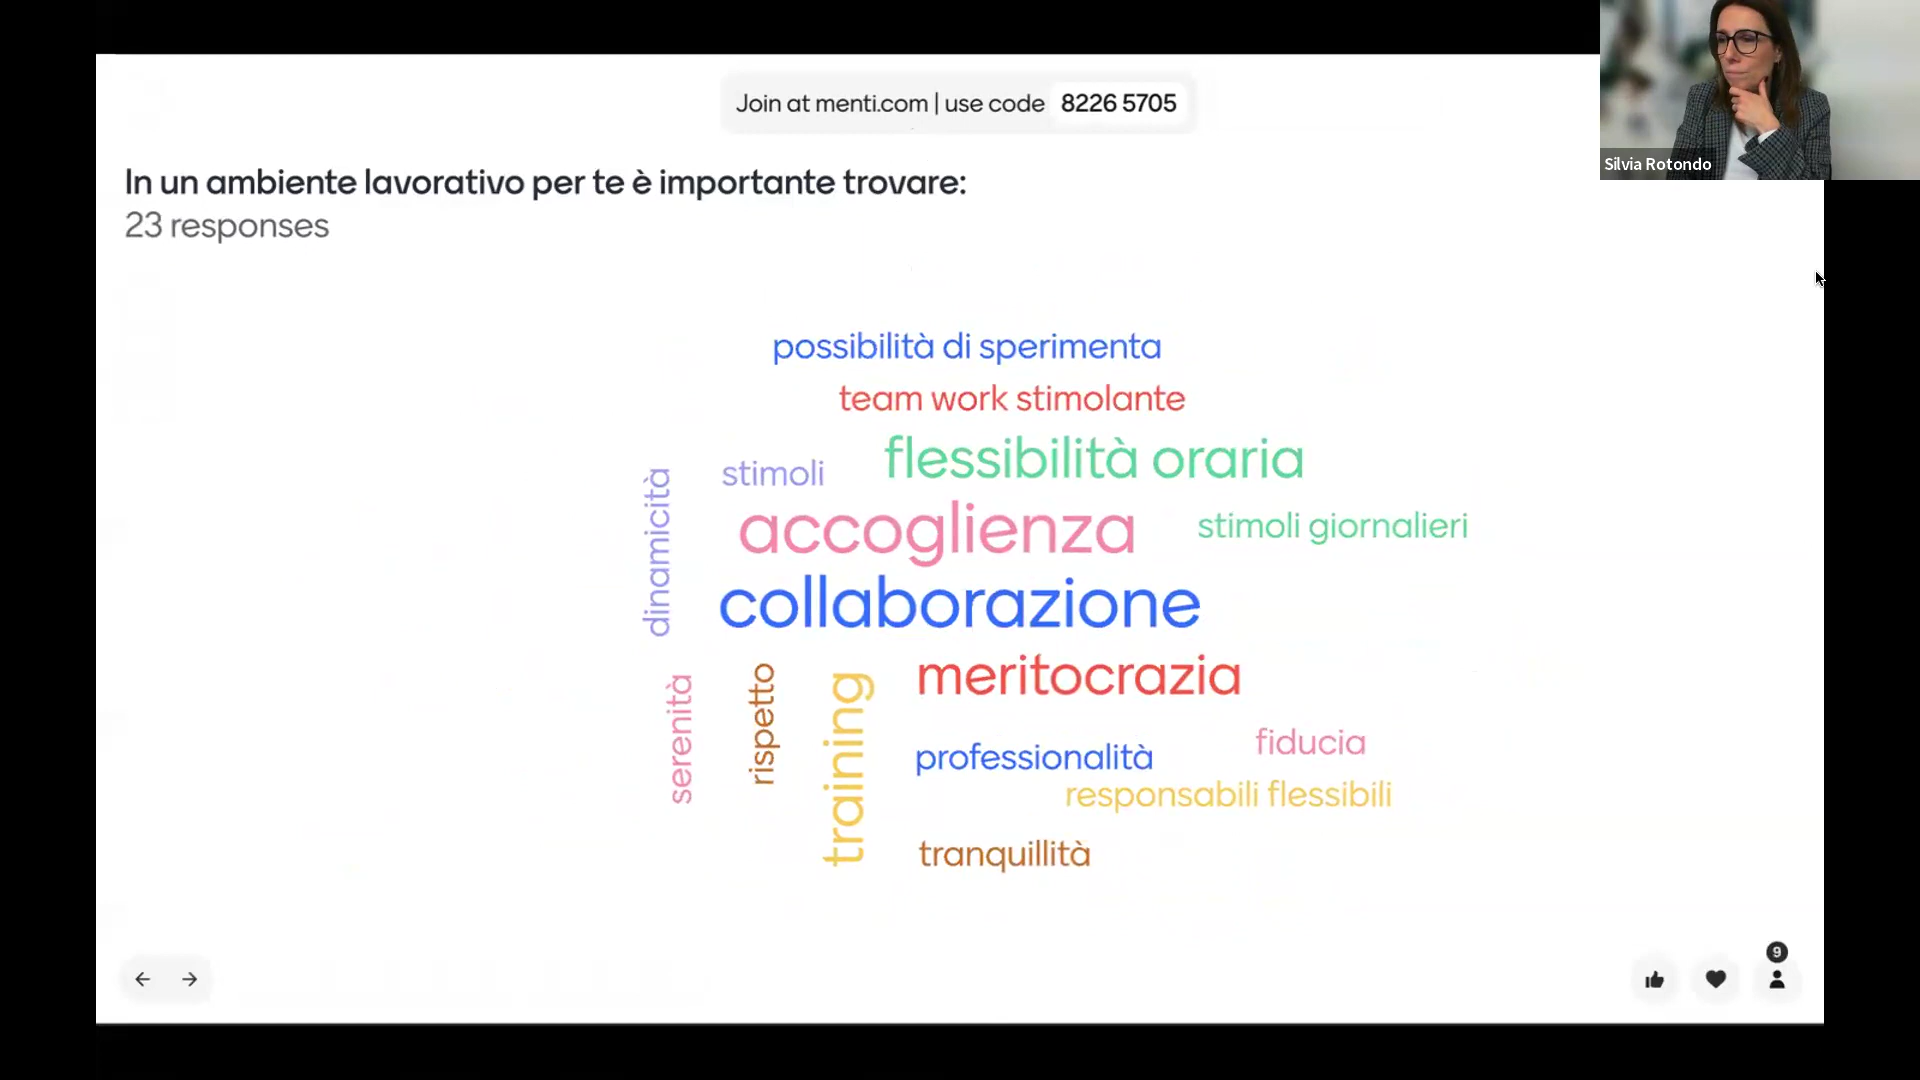 Join at menti.com | use code 8226 5705
Silvia Rotondo
In un ambiente lavorativo per te è importante trovare:
23 responses
possibilità di sperimenta
team work stimolante
flessibilità oraria
stimoli
dinamicità
accoglienza
stimoli giornalieri
collaborazione
meritocrazia
serenità
rispetto
training
professionalità
fiducia
responsabili flessibili
tranquillità
9